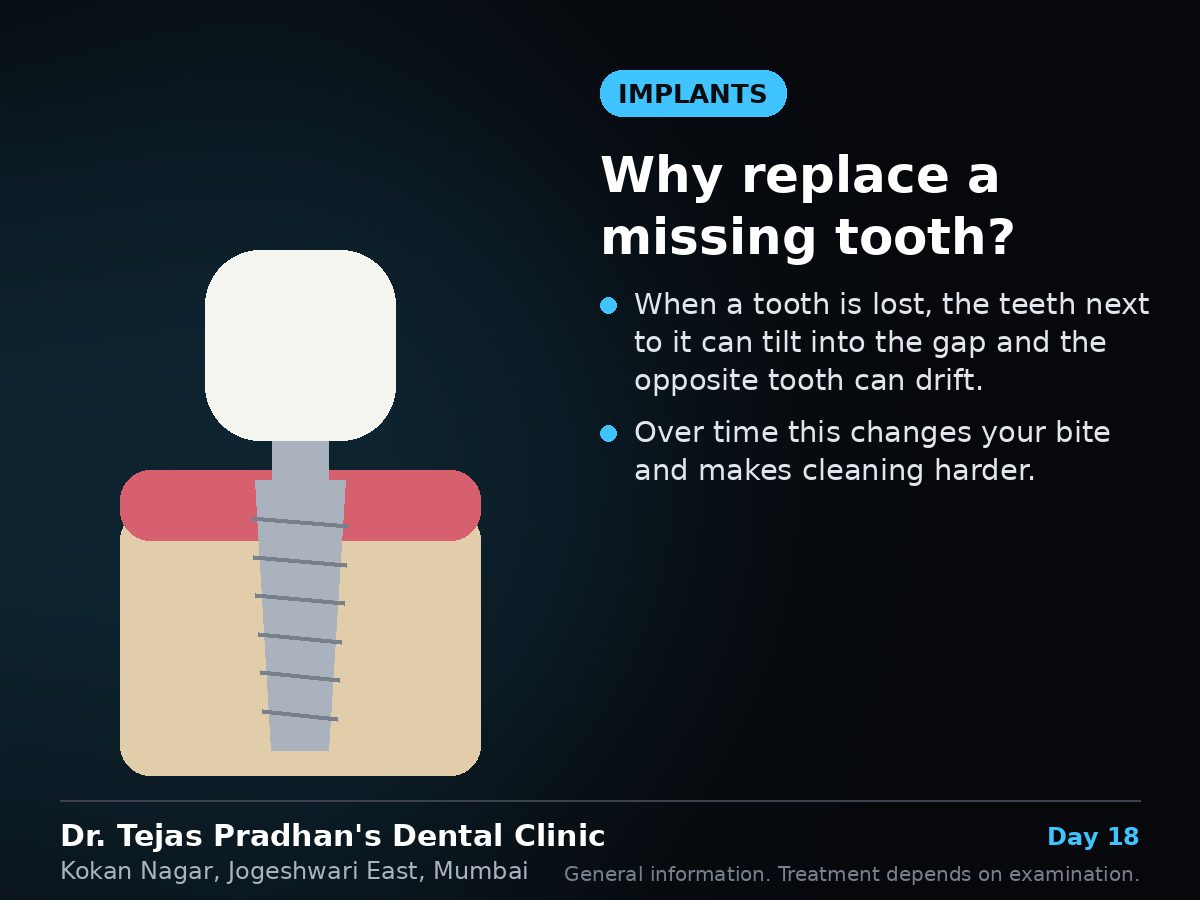 IMPLANTS
Why replace a
missing tooth?
When a tooth is lost, the teeth next
to it can tilt into the gap and the
opposite tooth can drift.
Over time this changes your bite
and makes cleaning harder.
Dr. Tejas Pradhan's Dental Clinic
Day 18
Kokan Nagar, Jogeshwari East, Mumbai
General information. Treatment depends on examination.